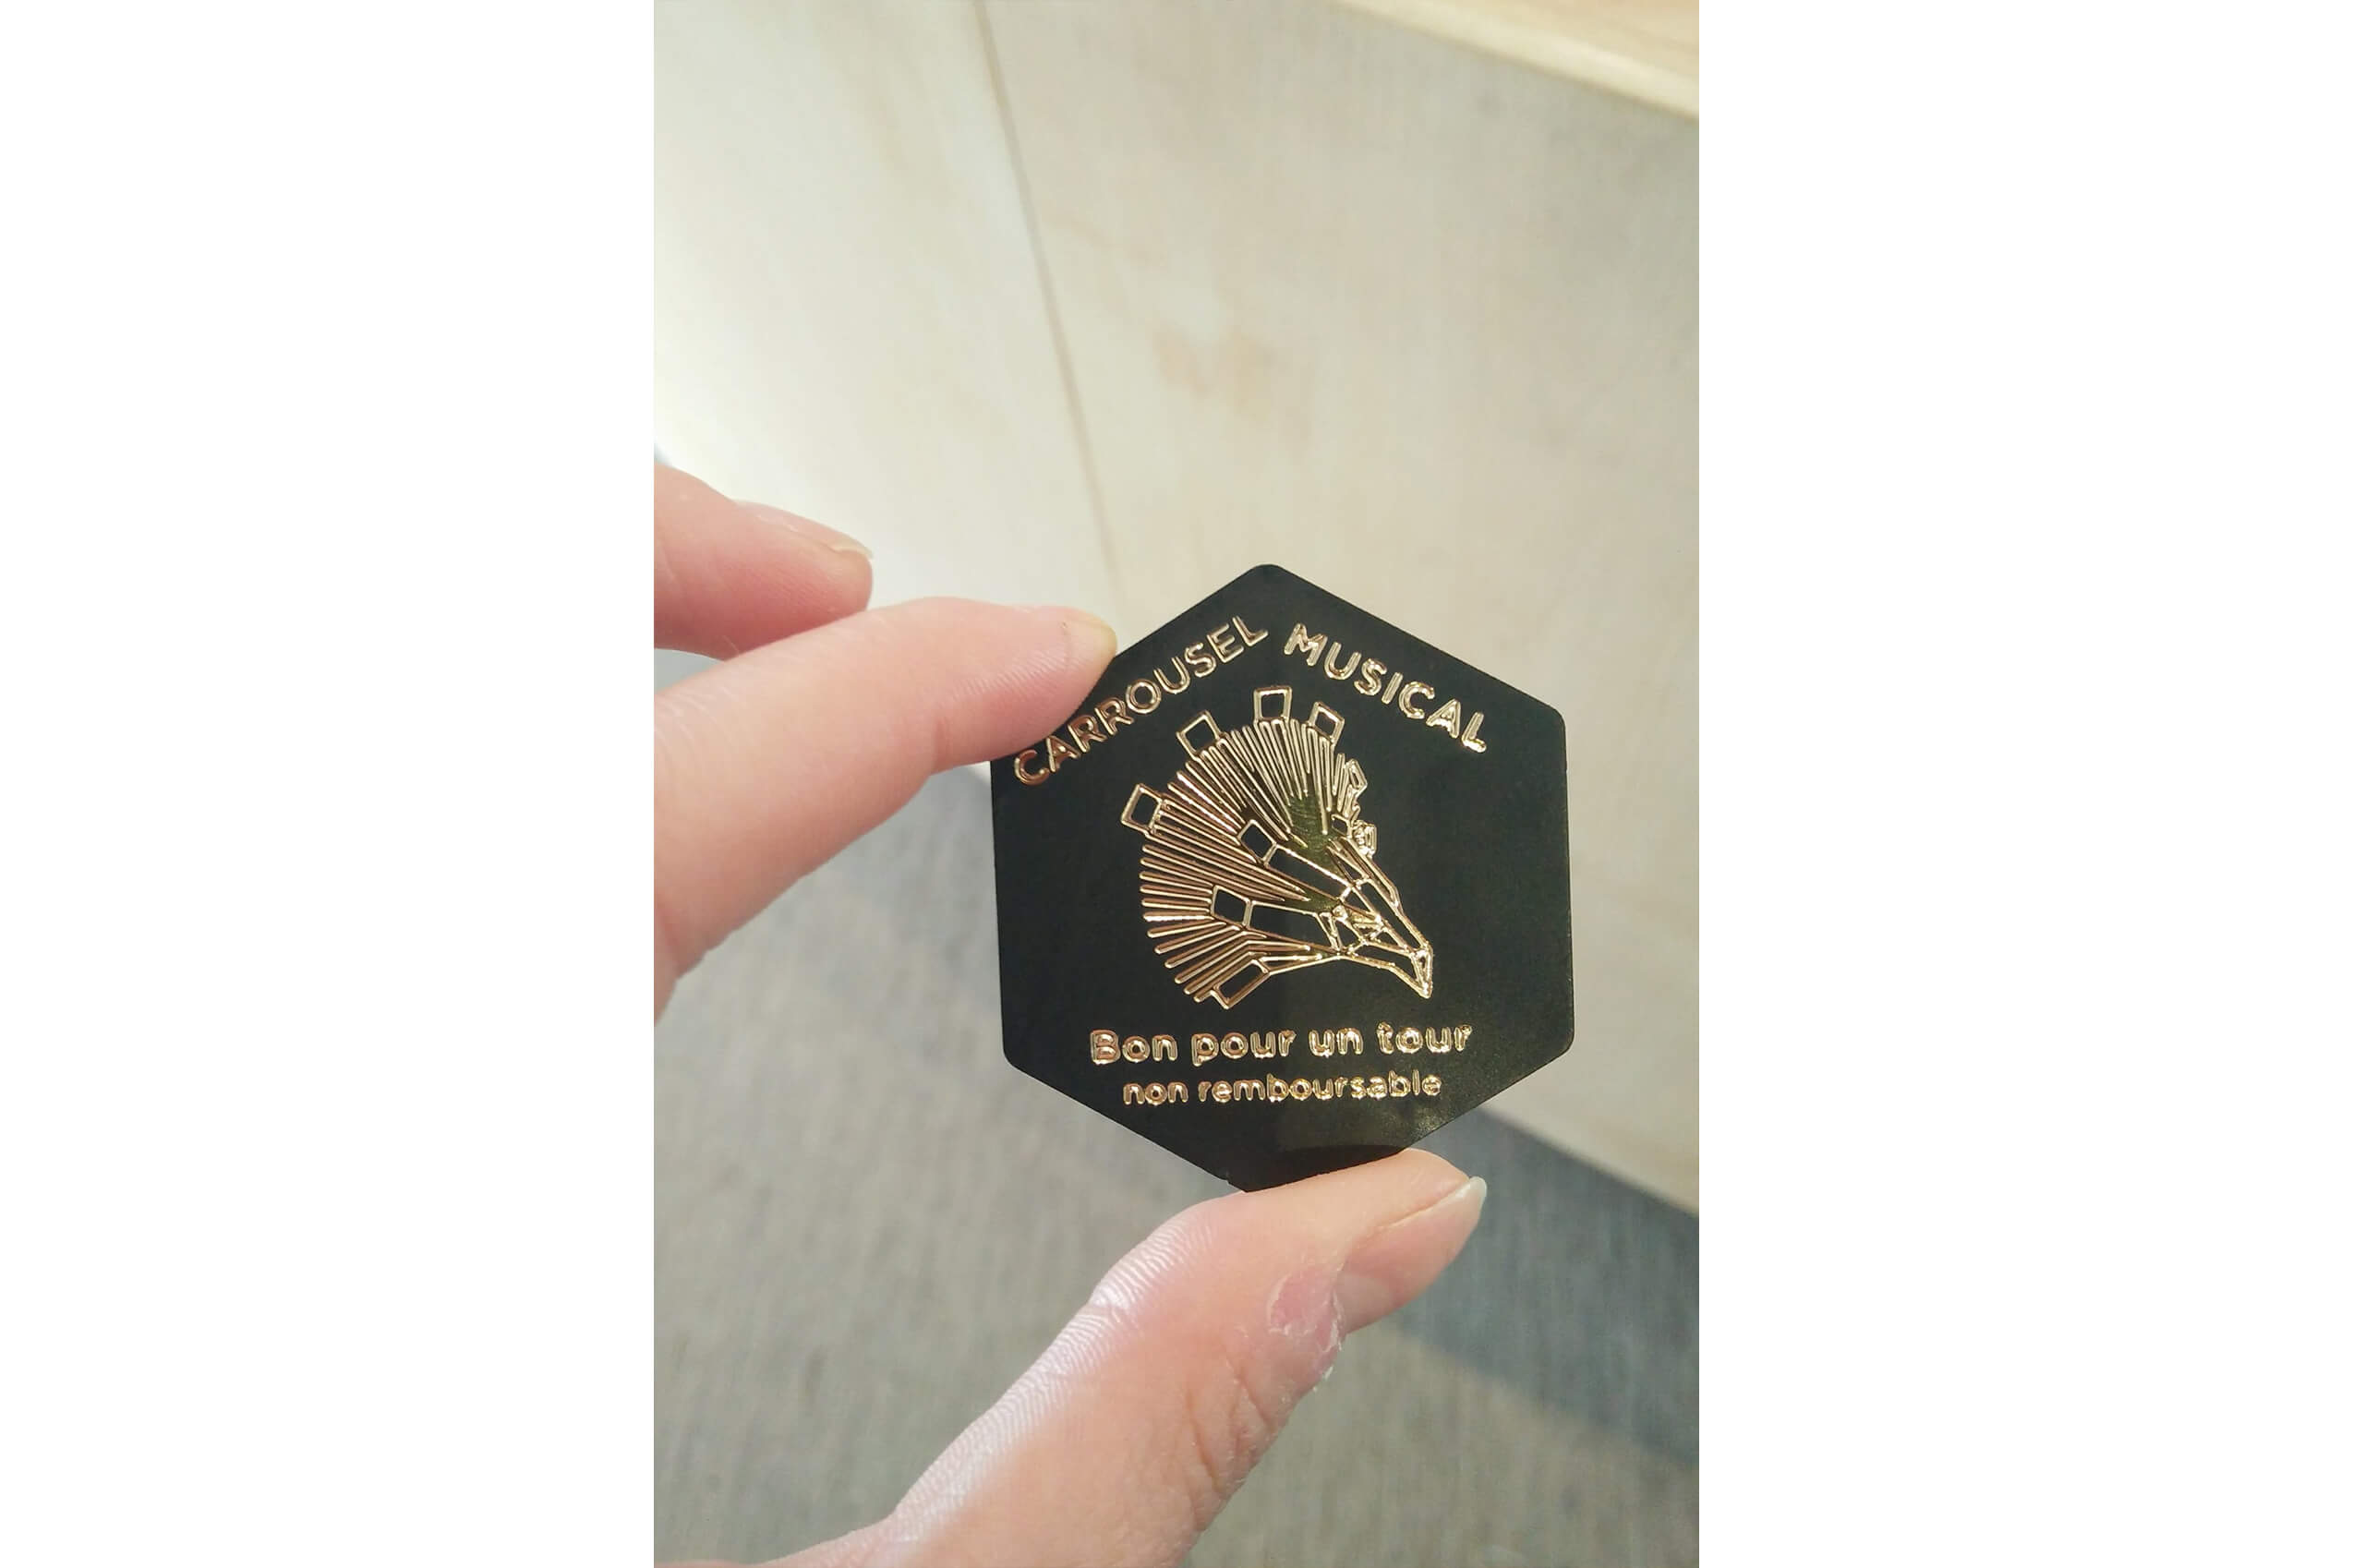 CARROUSEL MUSICAL
Bon pour un tour
non remboursable